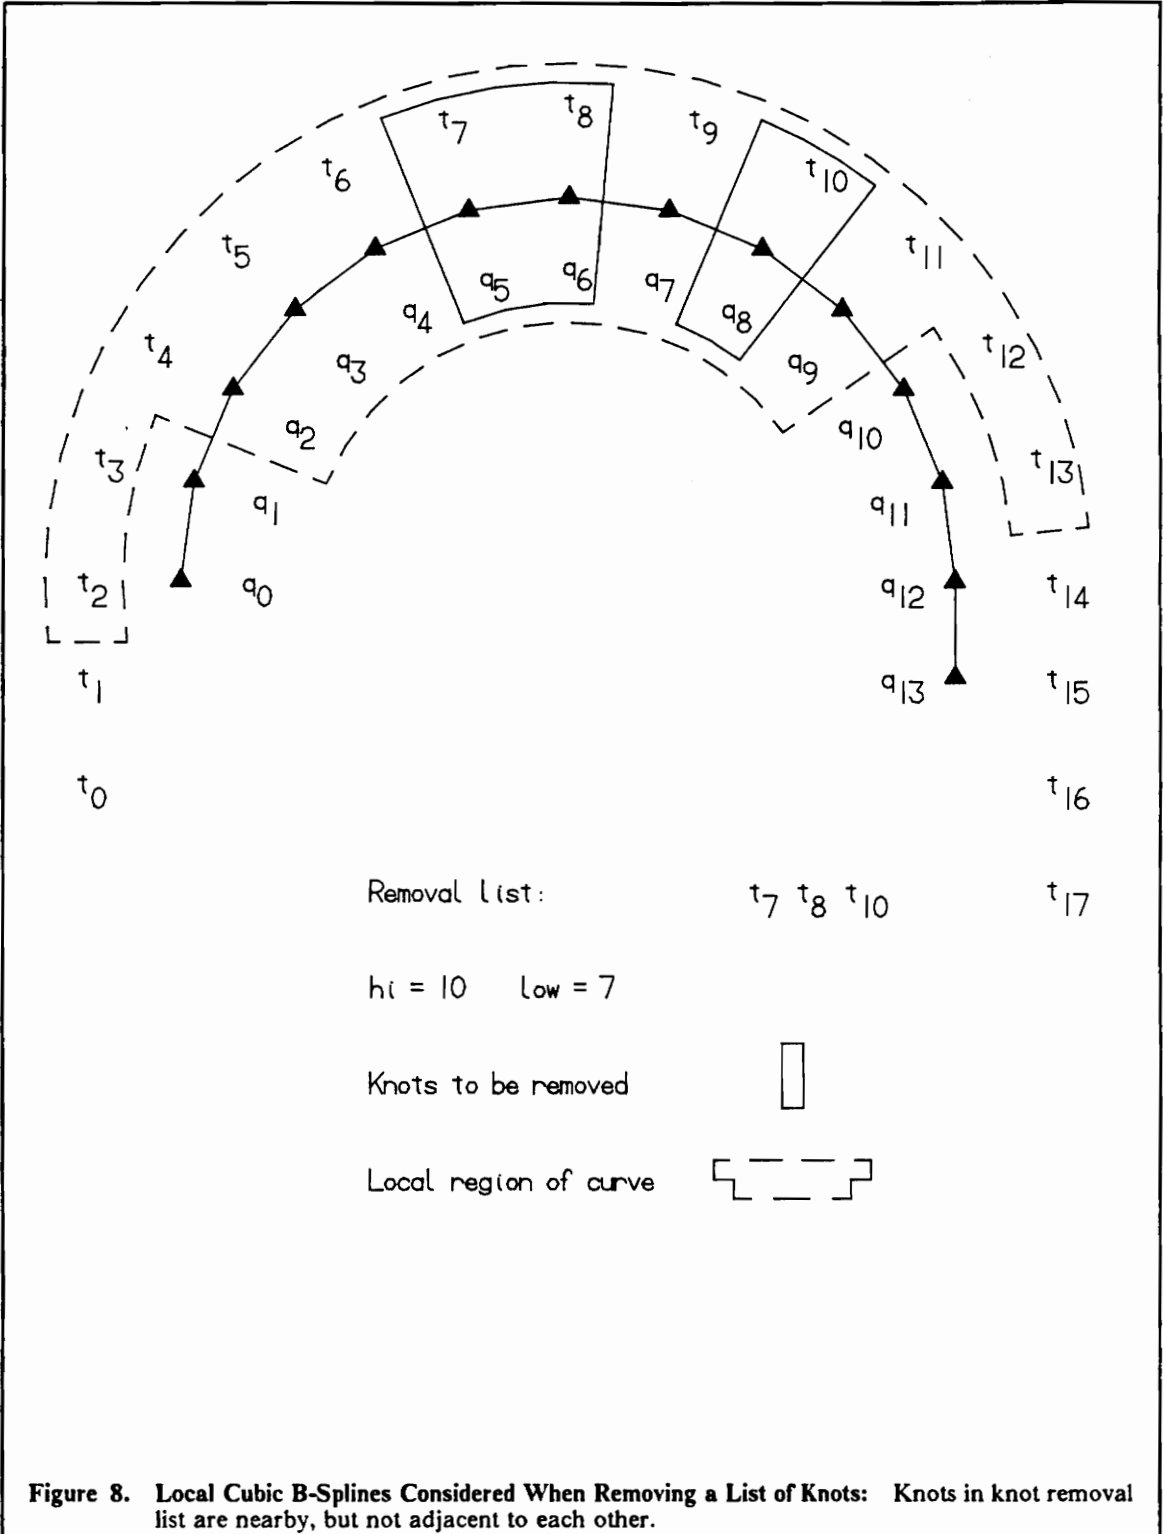 t8
t7
t9
t6
t10
t5
t11
q6
q5
q7
q4
q8
t4
t12
q3
q9
q2
q10
t3
t13
q1
q11
t2
q0
q12
t14
t1
q13
t15
t0
t16
Removal list: t7 t8 t10
t17
hi = 10 low = 7
Knots to be removed
Local region of curve
Figure 8. Local Cubic B-Splines Considered When Removing a List of Knots: Knots in knot removal
list are nearby, but not adjacent to each other.